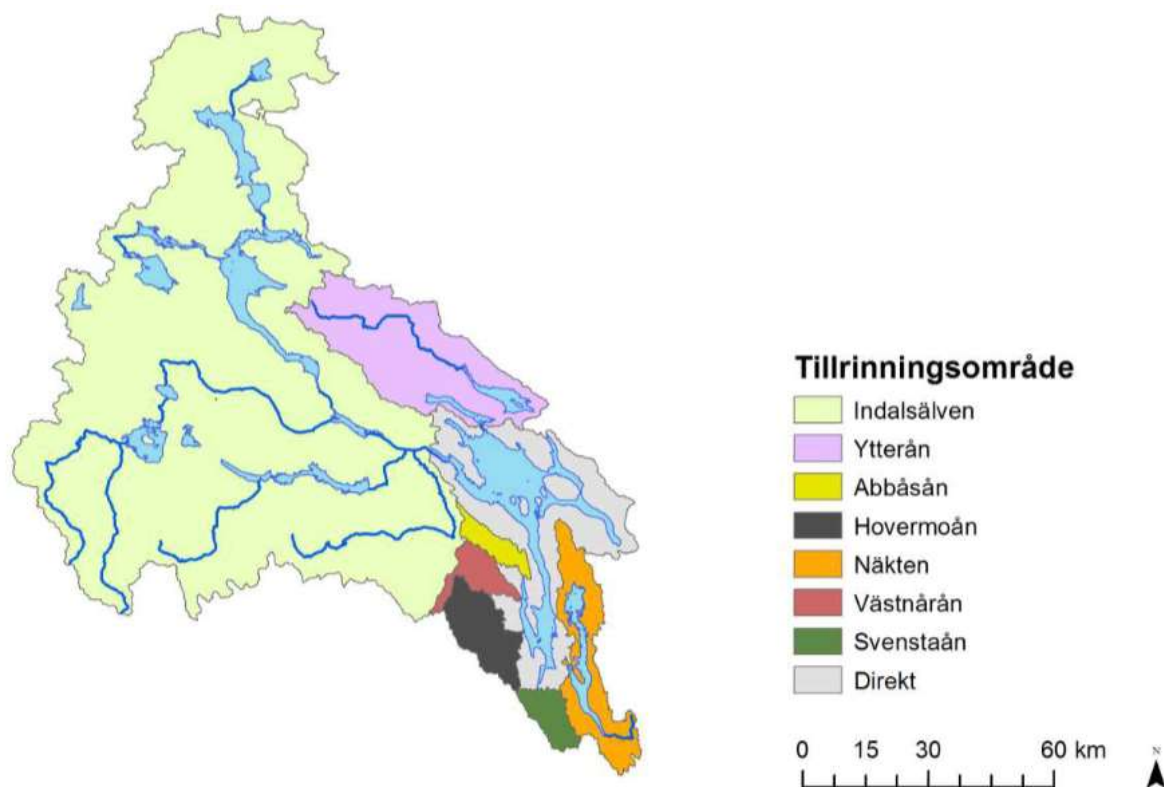 Tillrinningsområde
Indalsälven
Ytterån
Abbåsån
Hovermoån
Näkten
Västnårån
Svenstaån
Direkt
0 15 30 60 km
N